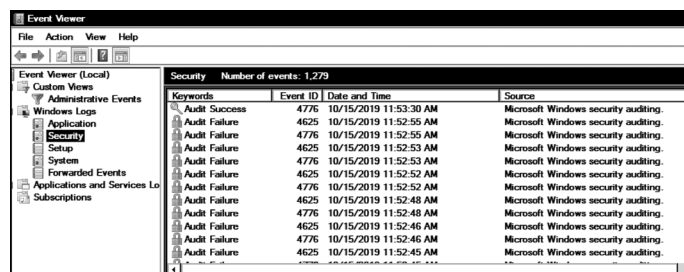 Event Viewer
File Action View Help
Event Viewer (Local)
Custom Views
Administrative Events
Windows Logs
Application
Security
Setup
System
Forwarded Events
Applications and Services Lo
Subscriptions
Security Number of events: 1,279
Keywords Event ID Date and Time Source
Audit Success 4776 10/15/2019 11:53:30 AM Microsoft Windows security auditing.
Audit Failure 4625 10/15/2019 11:52:55 AM Microsoft Windows security auditing.
Audit Failure 4776 10/15/2019 11:52:55 AM Microsoft Windows security auditing.
Audit Failure 4625 10/15/2019 11:52:53 AM Microsoft Windows security auditing.
Audit Failure 4776 10/15/2019 11:52:53 AM Microsoft Windows security auditing.
Audit Failure 4625 10/15/2019 11:52:52 AM Microsoft Windows security auditing.
Audit Failure 4776 10/15/2019 11:52:52 AM Microsoft Windows security auditing.
Audit Failure 4625 10/15/2019 11:52:48 AM Microsoft Windows security auditing.
Audit Failure 4776 10/15/2019 11:52:48 AM Microsoft Windows security auditing.
Audit Failure 4625 10/15/2019 11:52:46 AM Microsoft Windows security auditing.
Audit Failure 4776 10/15/2019 11:52:46 AM Microsoft Windows security auditing.
Audit Failure 4625 10/15/2019 11:52:45 AM Microsoft Windows security auditing.